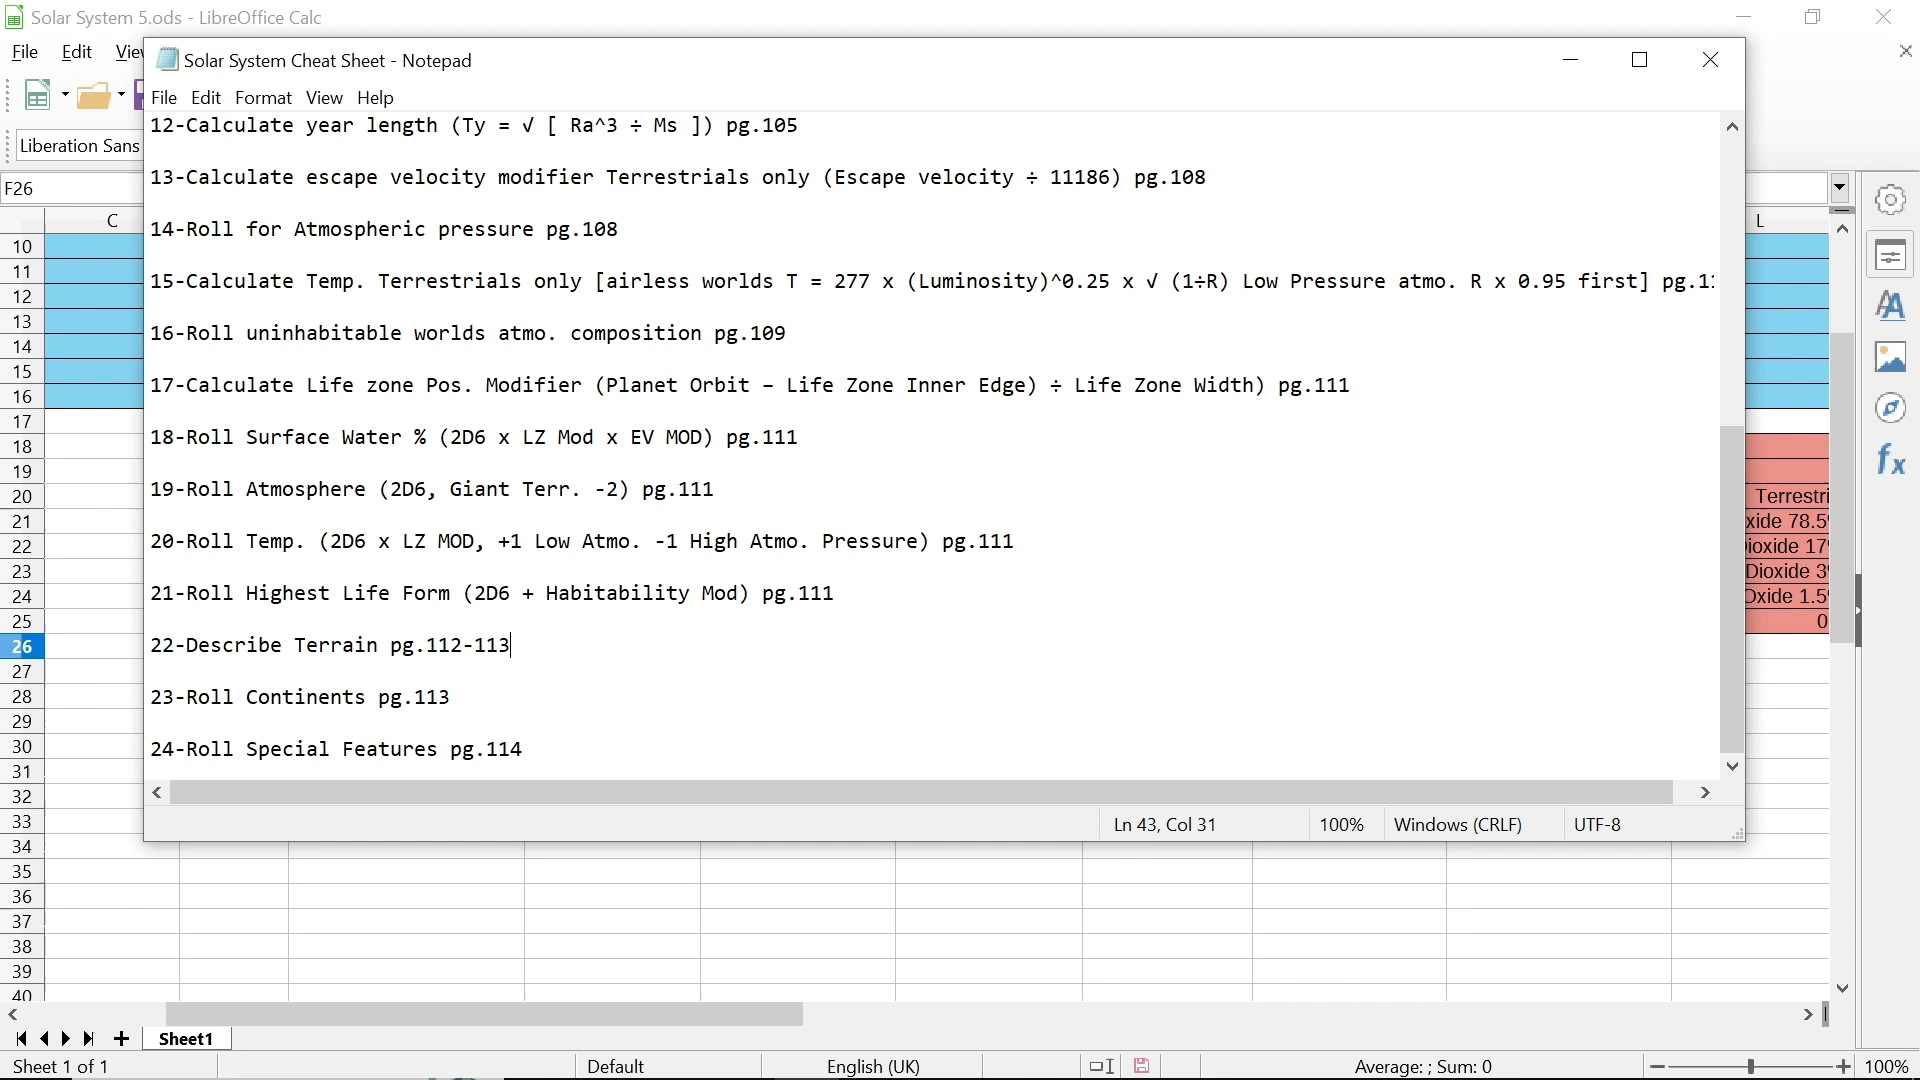 Solar System 5.ods - LibreOffice Calc
File Edit
Solar System Cheat Sheet - Notepad
File Edit Format View Help
Liberation Sans
F26
C
L
12-Calculate year length (Ty = √ [ Ra^3 ÷ Ms ]) pg.105
13-Calculate escape velocity modifier Terrestrials only (Escape velocity ÷ 11186) pg.108
14-Roll for Atmospheric pressure pg.108
15-Calculate Temp. Terrestrials only [airless worlds T = 277 x (Luminosity)^0.25 x √ (1÷R) Low Pressure atmo. R x 0.95 first]
16-Roll uninhabitable worlds atmo. composition pg.109
17-Calculate Life zone Pos. Modifier (Planet Orbit – Life Zone Inner Edge) ÷ Life Zone Width) pg.111
18-Roll Surface Water % (2D6 x LZ Mod x EV MOD) pg.111
19-Roll Atmosphere (2D6, Giant Terr. -2) pg.111
20-Roll Temp. (2D6 x LZ MOD, +1 Low Atmo. -1 High Atmo. Pressure) pg.111
21-Roll Highest Life Form (2D6 + Habitability Mod) pg.111
22-Describe Terrain pg.112-113
23-Roll Continents pg.113
24-Roll Special Features pg.114
Ln 43, Col 31
100%
Windows (CRLF)
UTF-8
10
11
12
13
14
15
16
17
18
19
20
21
22
23
24
25
26
27
28
29
30
31
32
33
34
35
36
37
38
39
40
Terrestri
xide 78.5
ioxide 17
Dioxide 3
Oxide 1.5
0
fx
Sheet1
Sheet 1 of 1
Default
English (UK)
Average: ; Sum: 0
100%